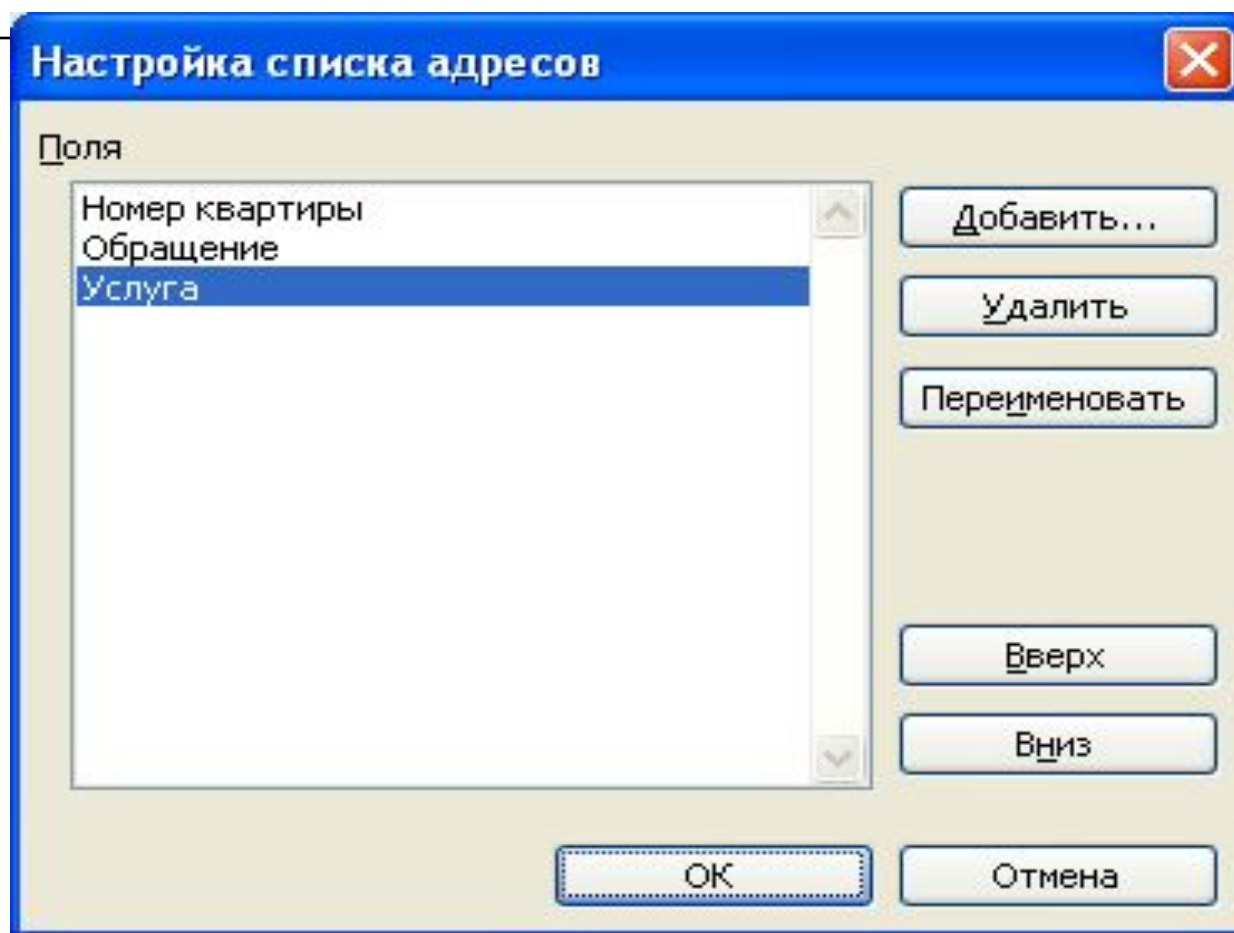 Настройка списка адресов
Поля
Номер квартиры
Обращение
Услуга
Добавить...
Удалить
Переименовать
Вверх
Вниз
ОК
Отмена